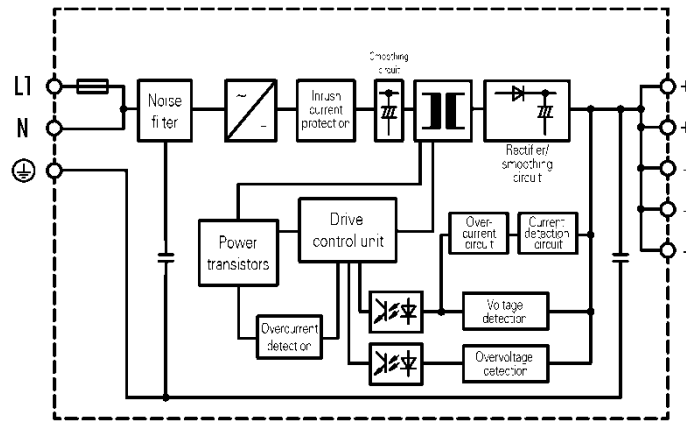 Smoothing
circuit
L1
N
Noise
filter
~
-
Inrush
current
protection
Rectifier/
smoothing
circuit
+
+
-
-
-
Power
transistors
Drive
control unit
Over-
current
circuit
Current
detection
circuit
Overcurrent
detection
Voltage
detection
Overvoltage
detection